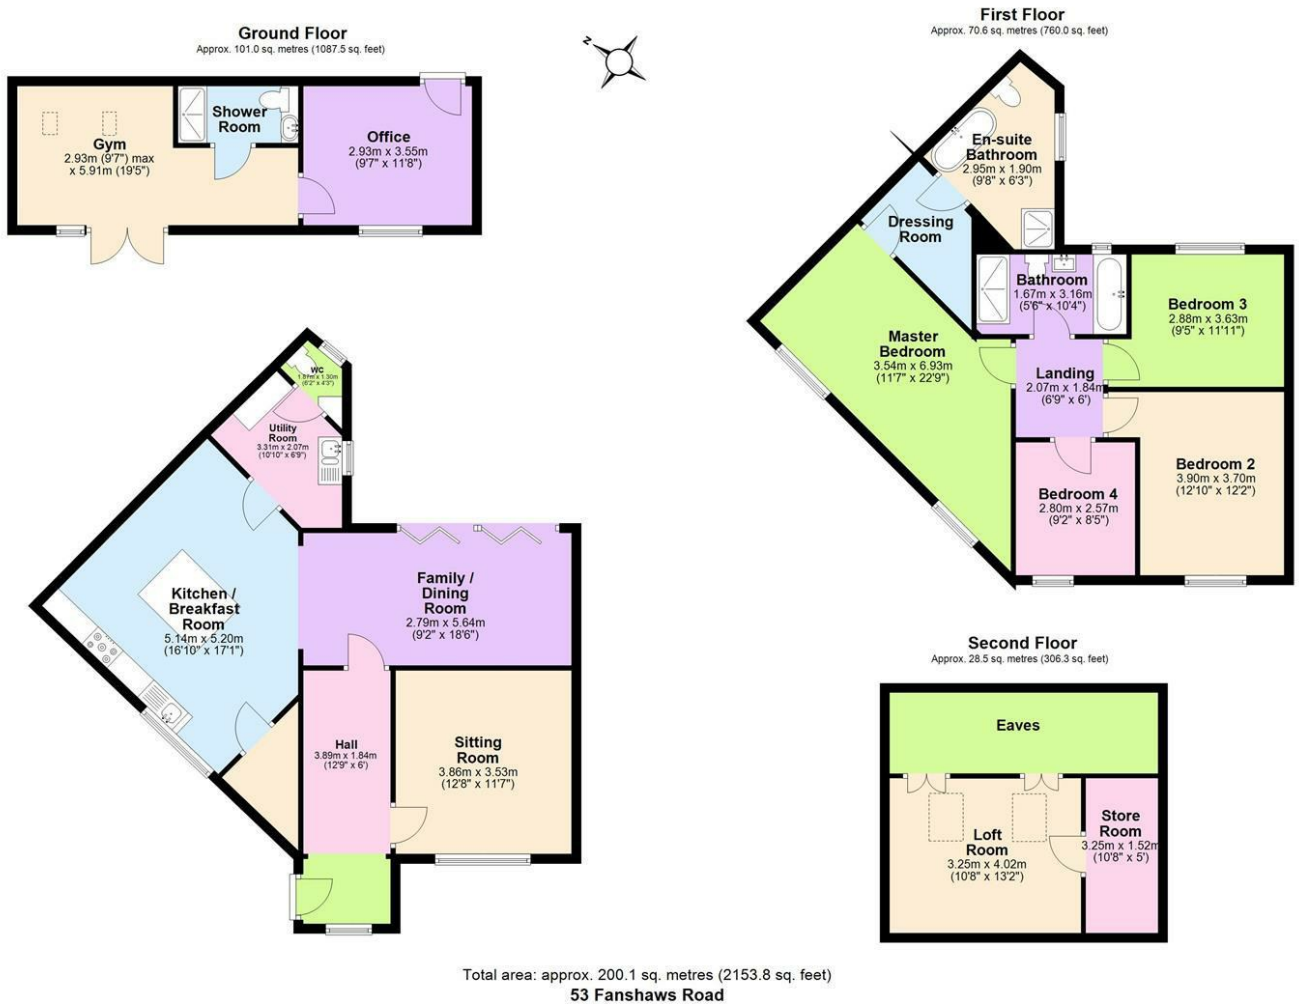 Ground Floor
Approx. 101.0 sq. metres (1087.5 sq. feet)
Gym
2.93m (9'7") max
x 5.91m (19'5")
Shower
Room
Office
2.93m x 3.55m
(9'7" x 11'8")
N
First Floor
Approx. 70.6 sq. metres (760.0 sq. feet)
En-suite
Bathroom
2.95m x 1.90m
(9'8" x 6'3")
Dressing
Room
Bathroom
1.67m x 3.16m
(5'6" x 10'4")
Bedroom 3
2.88m x 3.63m
(9'5" x 11'11")
Master
Bedroom
3.54m x 6.93m
(11'7" x 22'9")
Landing
2.07m x 1.84m
(6'9" x 6')
Bedroom 2
3.90m x 3.70m
(12'10" x 12'2")
Bedroom 4
2.80m x 2.57m
(9'2" x 8'5")
WC
1.87m x 1.30m
(6'2" x 4'3")
Utility
Room
3.31m x 2.07m
(10'10" x 6'9")
Kitchen /
Breakfast
Room
5.14m x 5.20m
(16'10" x 17'1")
Family /
Dining
Room
2.79m x 5.64m
(9'2" x 18'6")
Hall
3.89m x 1.84m
(12'9" x 6')
Sitting
Room
3.86m x 3.53m
(12'8" x 11'7")
Second Floor
Approx. 28.5 sq. metres (306.3 sq. feet)
Eaves
Loft
Room
3.25m x 4.02m
(10'8" x 13'2")
Store
Room
3.25m x 1.52m
(10'8" x 5')
Total area: approx. 200.1 sq. metres (2153.8 sq. feet)
53 Fanshaws Road